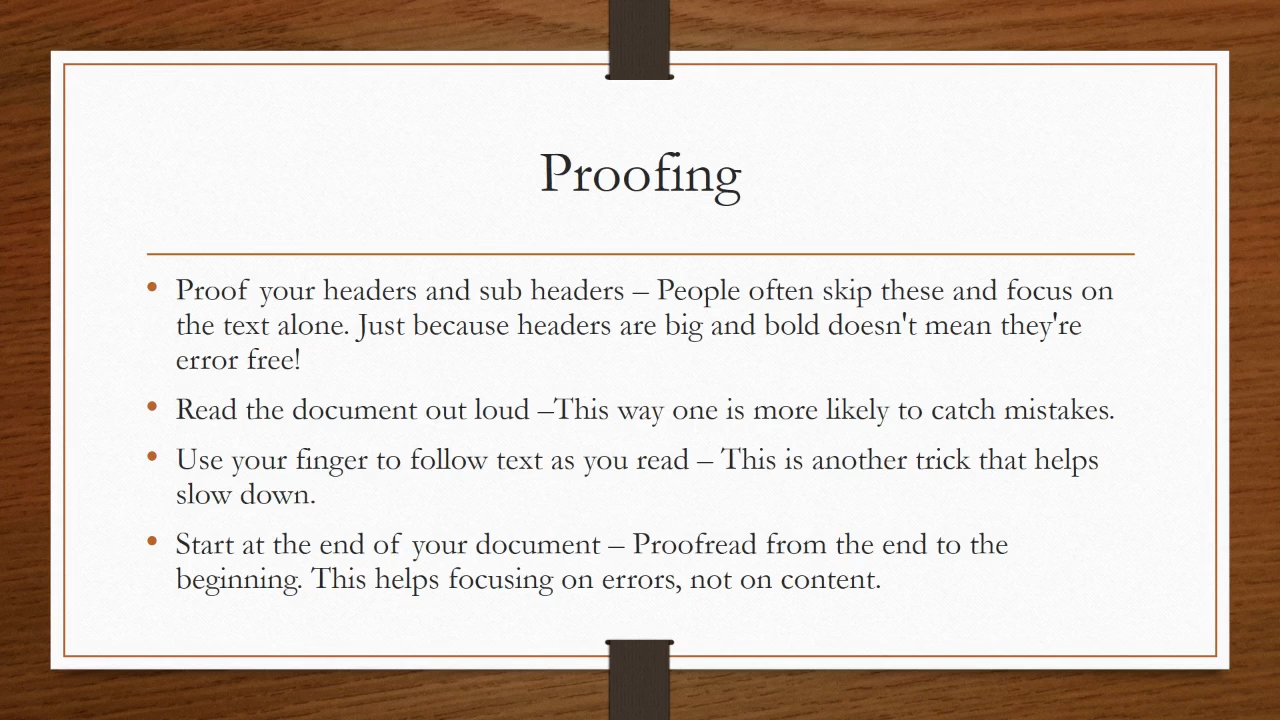 Proofing
• Proof your headers and sub headers – People often skip these and focus on
the text alone. Just because headers are big and bold doesn't mean they're
error free!
• Read the document out loud –This way one is more likely to catch mistakes.
• Use your finger to follow text as you read – This is another trick that helps
slow down.
• Start at the end of your document – Proofread from the end to the
beginning. This helps focusing on errors, not on content.